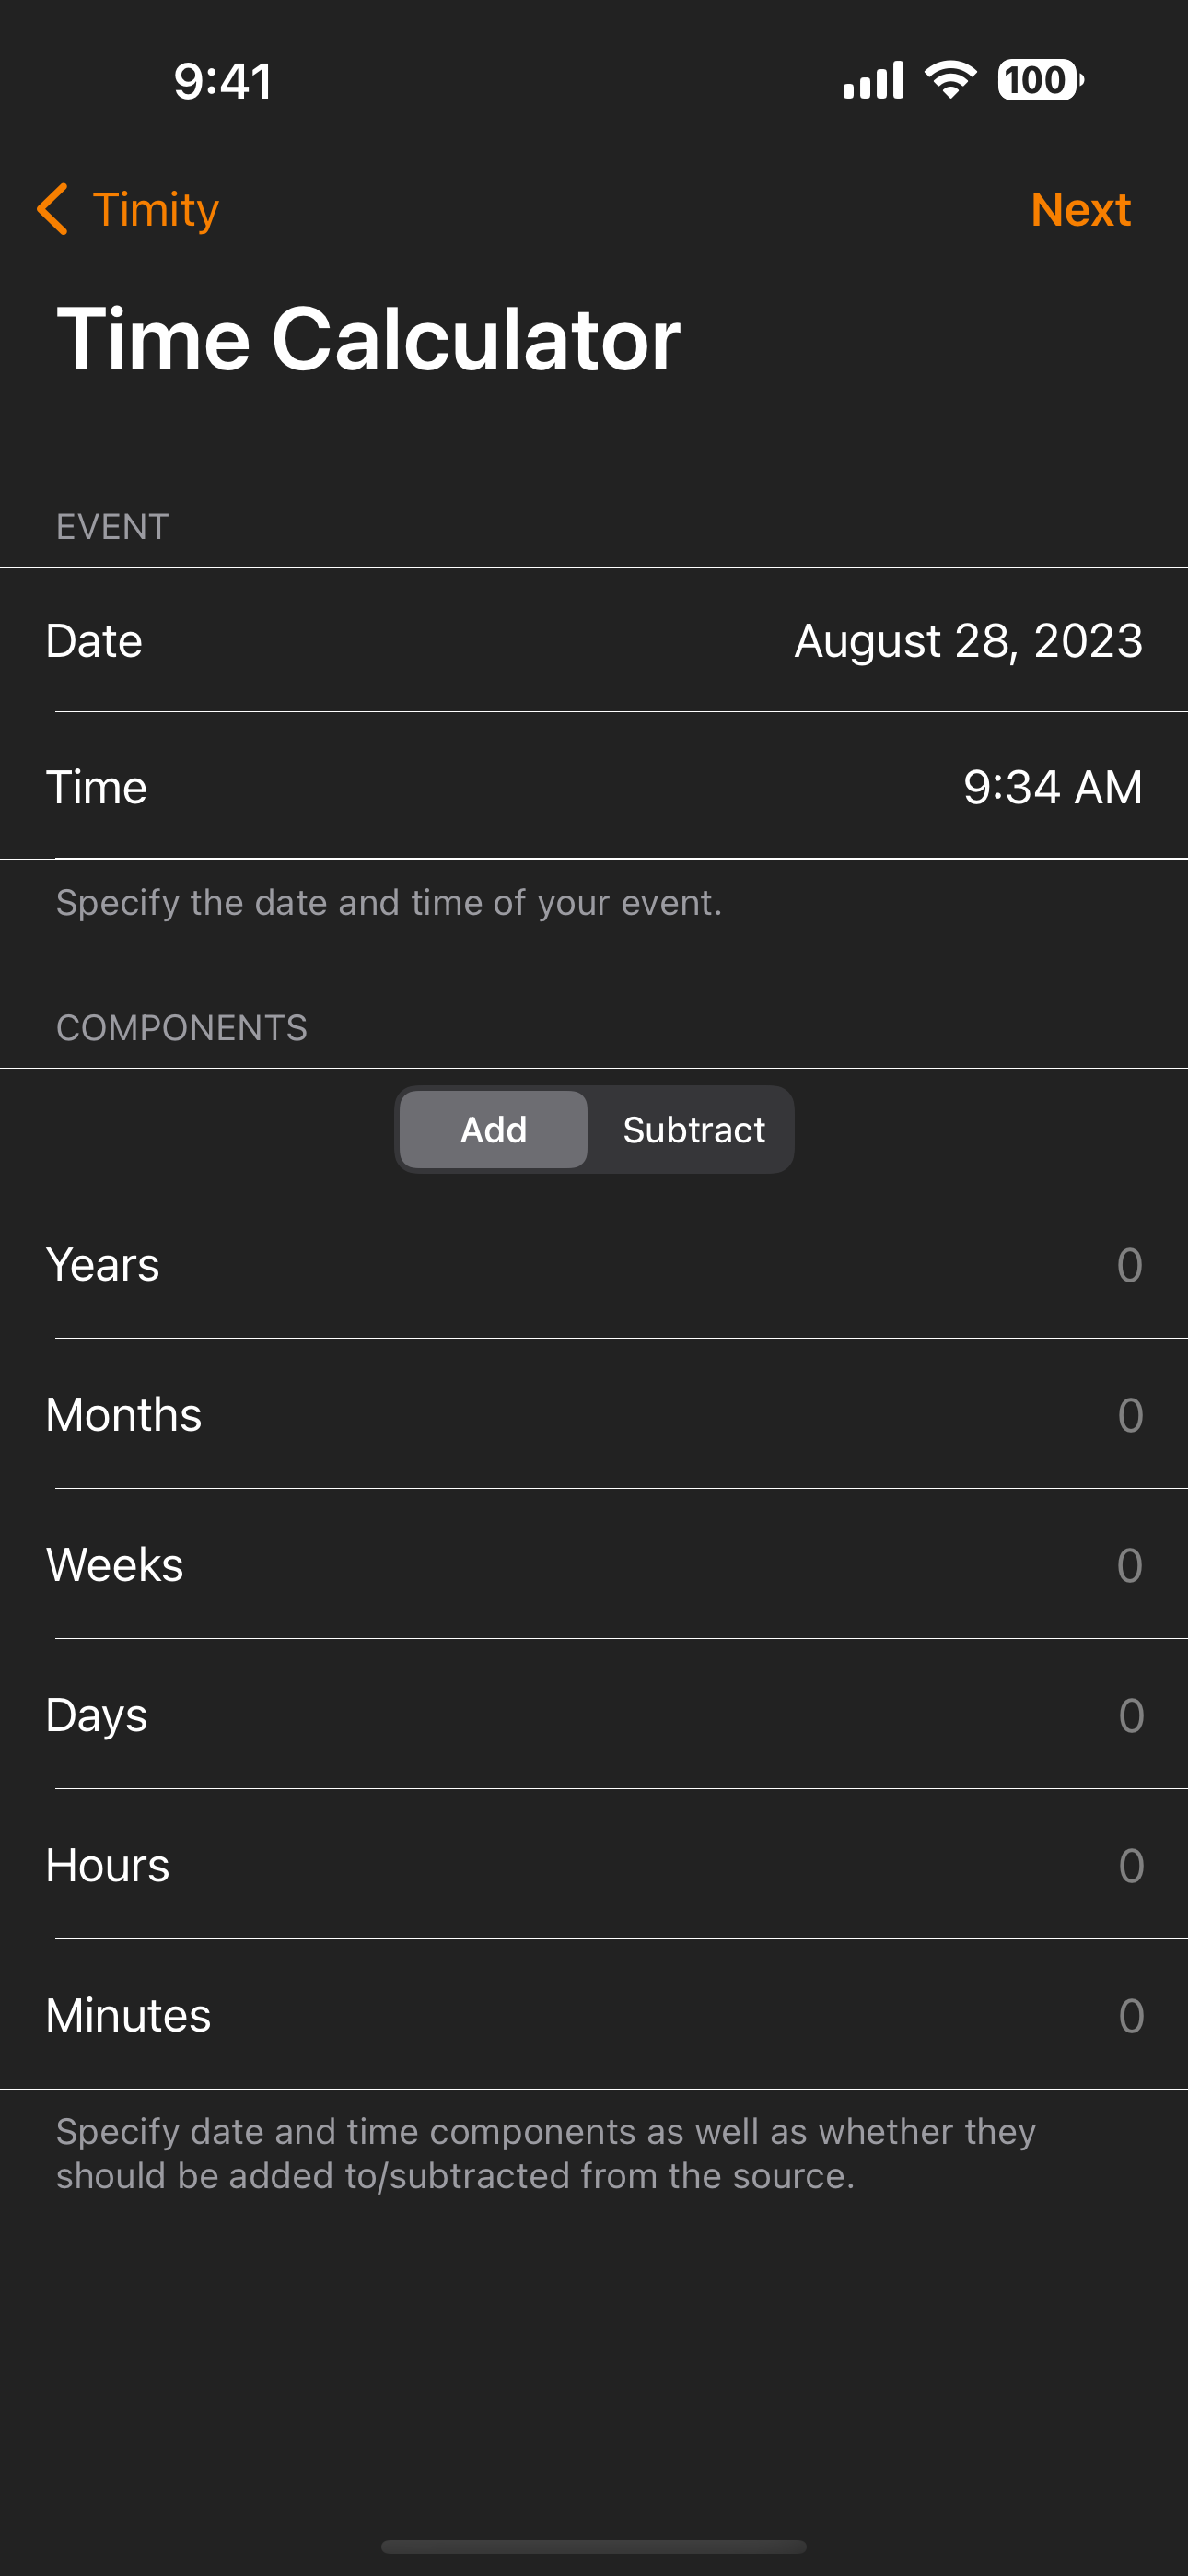 9:41 100
Timity Next
Time Calculator
EVENT
Date August 28, 2023
Time 9:34 AM
Specify the date and time of your event.
COMPONENTS
Add Subtract
Years 0
Months 0
Weeks 0
Days 0
Hours 0
Minutes 0
Specify date and time components as well as whether they
should be added to/subtracted from the source.